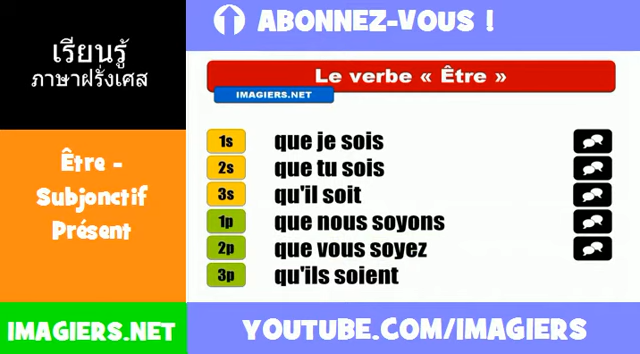 เรียนรู้
ภาษาฝรั่งเศส
Être -
Subjonctif
Présent
IMAGIERS.NET
ABONNEZ-VOUS !
Le verbe « Être »
IMAGIERS.NET
1s que je sois
2s que tu sois
3s qu'il soit
1p que nous soyons
2p que vous soyez
3p qu'ils soient
YOUTUBE.COM/IMAGIERS